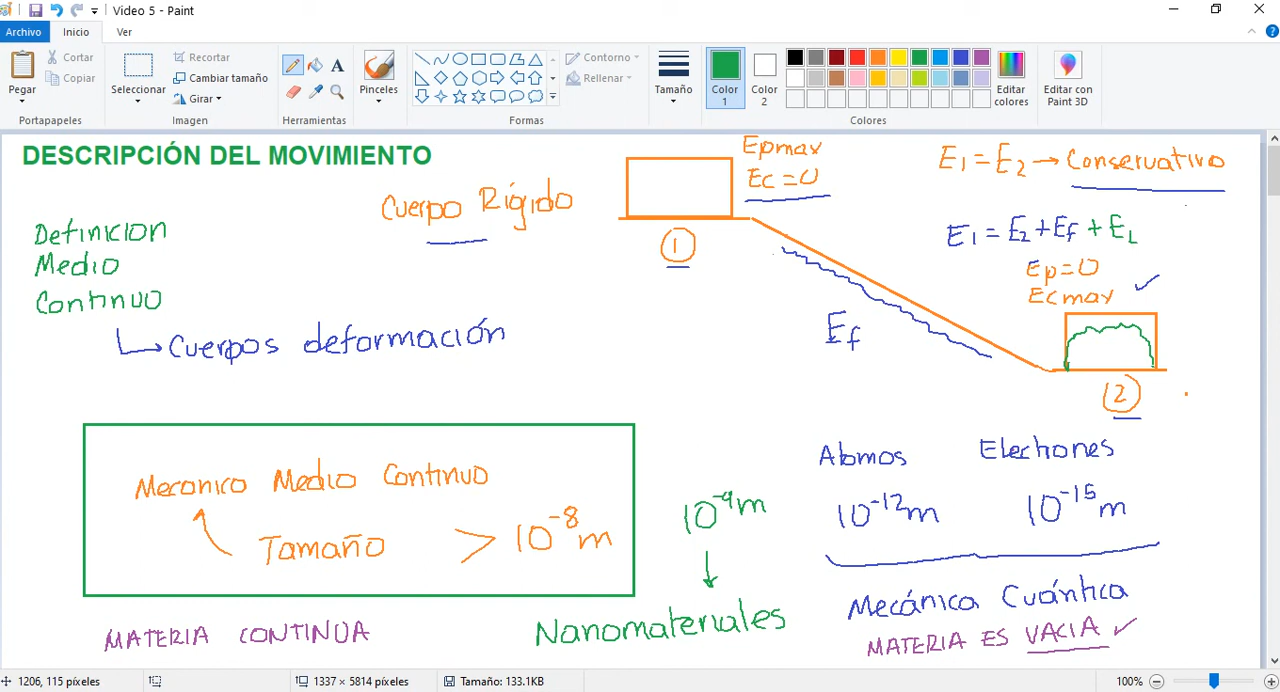 Video 5 - Paint
Archivo Inicio Ver
Pegar
Cortar
Copiar
Portapapeles
Seleccionar
Recortar
Cambiar tamaño
Girar
Imagen
A
Herramientas
Pinceles
Contorno
Rellenar
Formas
Tamaño
Color 1
Color 2
Editar colores
Editar con Paint 3D
Colores
DESCRIPCIÓN DEL MOVIMIENTO
Cuerpo Rígido
Definicion
Medio
Continuo
Cuerpos deformación
Epmax
Ec=0
1
E1 = E2 → Conservativo
E1 = E2 + Ef + EL
Ep=0
Ecmax
Ef
2
Mecanica Medio Continuo
Tamaño > 10⁻⁸ m
MATERIA CONTINUA
10⁻⁹ m
Nanomateriales
Atomos Electrones
10⁻¹² m 10⁻¹⁵ m
Mecánica Cuántica
MATERIA ES VACIA ✓
1206, 115 píxeles
1337 × 5814 píxeles
Tamaño: 133.1KB
100%